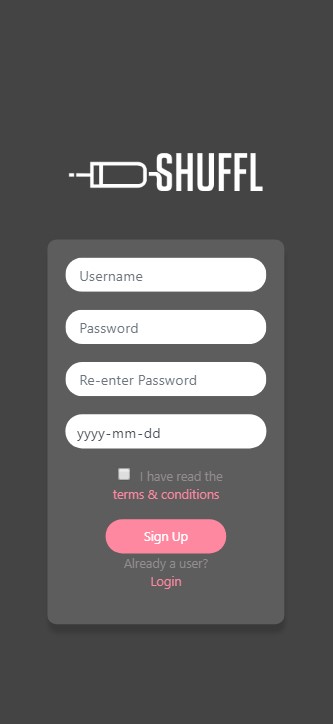 SHUFFL
Username
Password
Re-enter Password
yyyy-mm-dd
I have read the
terms & conditions
Sign Up
Already a user?
Login